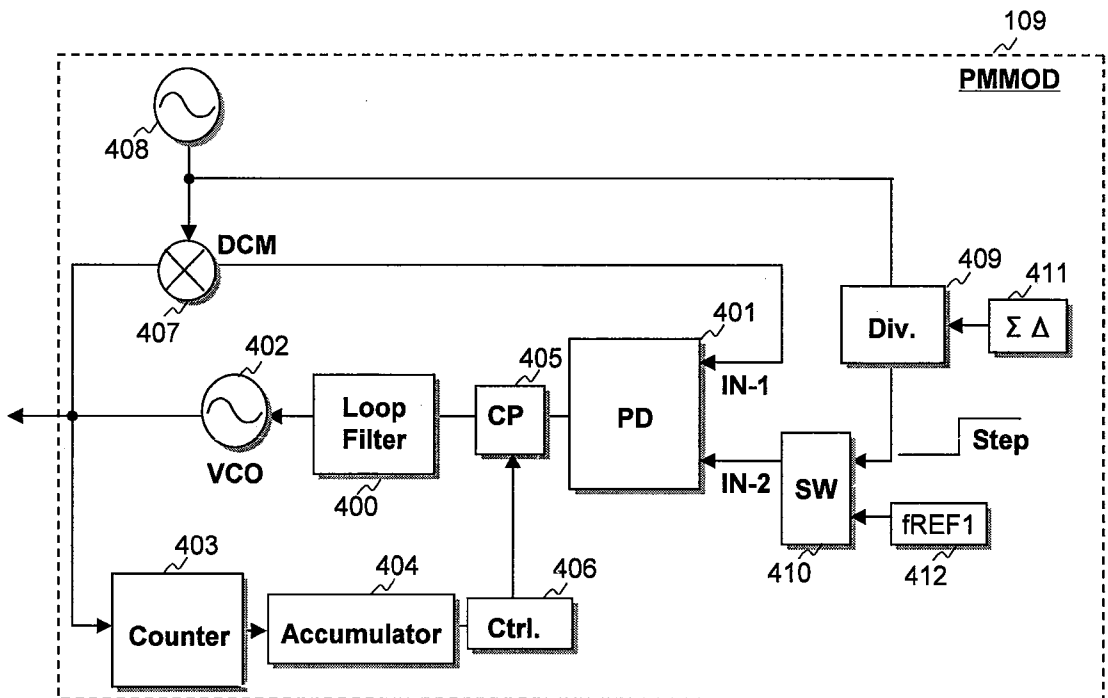 109
PMMOD
408
DCM
407
409
411
Div.
Σ Δ
401
402
405
IN-1
Loop
Filter
CP
PD
Step
VCO
400
IN-2
SW
fREF1
410
412
403
404
406
Counter
Accumulator
Ctrl.